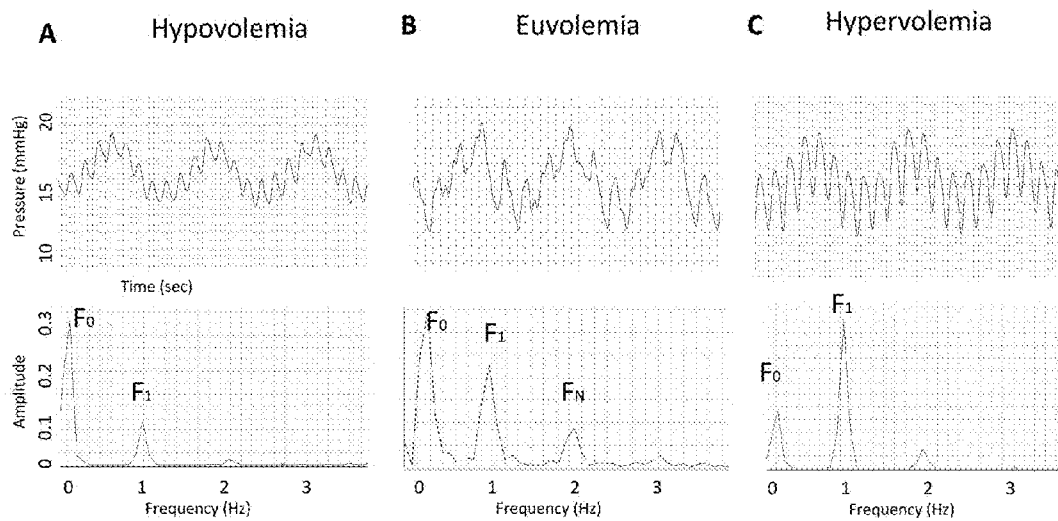 A Hypovolemia
B Euvolemia
C Hypervolemia
Pressure (mmHg)
20
15
10
Time (sec)
Amplitude
0.3
0.2
0.1
0
F0
F1
0 1 2 3
Frequency (Hz)
F0
F1
FN
0 1 2 3
Frequency (Hz)
F0
F1
0 1 2 3
Frequency (Hz)